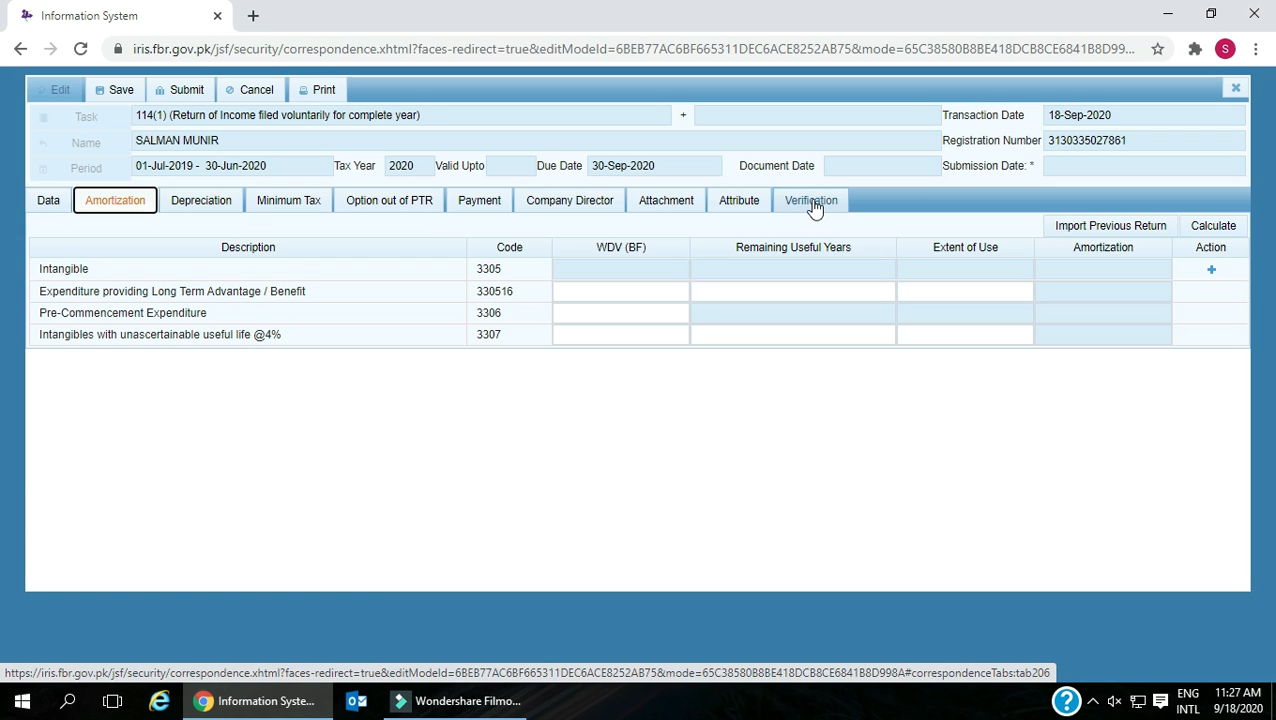 Information System
iris.fbr.gov.pk/jsf/security/correspondence.xhtml?faces-redirect=true&editModeId=6BEB77AC6BF665311DEC6ACE8252AB75&mode=65C38580B8BE418DCB8CE6841B8D99...
S
Edit Save Submit Cancel Print
Task 114(1) (Return of Income filed voluntarily for complete year) + Transaction Date 18-Sep-2020
Name SALMAN MUNIR Registration Number 3130335027861
Period 01-Jul-2019 - 30-Jun-2020 Tax Year 2020 Valid Upto Due Date 30-Sep-2020 Document Date Submission Date: *
Data Amortization Depreciation Minimum Tax Option out of PTR Payment Company Director Attachment Attribute Verification
Import Previous Return Calculate
Description Code WDV (BF) Remaining Useful Years Extent of Use Amortization Action
Intangible 3305 +
Expenditure providing Long Term Advantage / Benefit 330516
Pre-Commencement Expenditure 3306
Intangibles with unascertainable useful life @4% 3307
https://iris.fbr.gov.pk/jsf/security/correspondence.xhtml?faces-redirect=true&editModeId=6BEB77AC6BF665311DEC6ACE8252AB75&mode=65C38580B8BE418DCB8CE6841B8D998A#correspondenceTabs:tab206
Information Syste... Wondershare Filmo... ENG 11:27 AM
INTL 9/18/2020